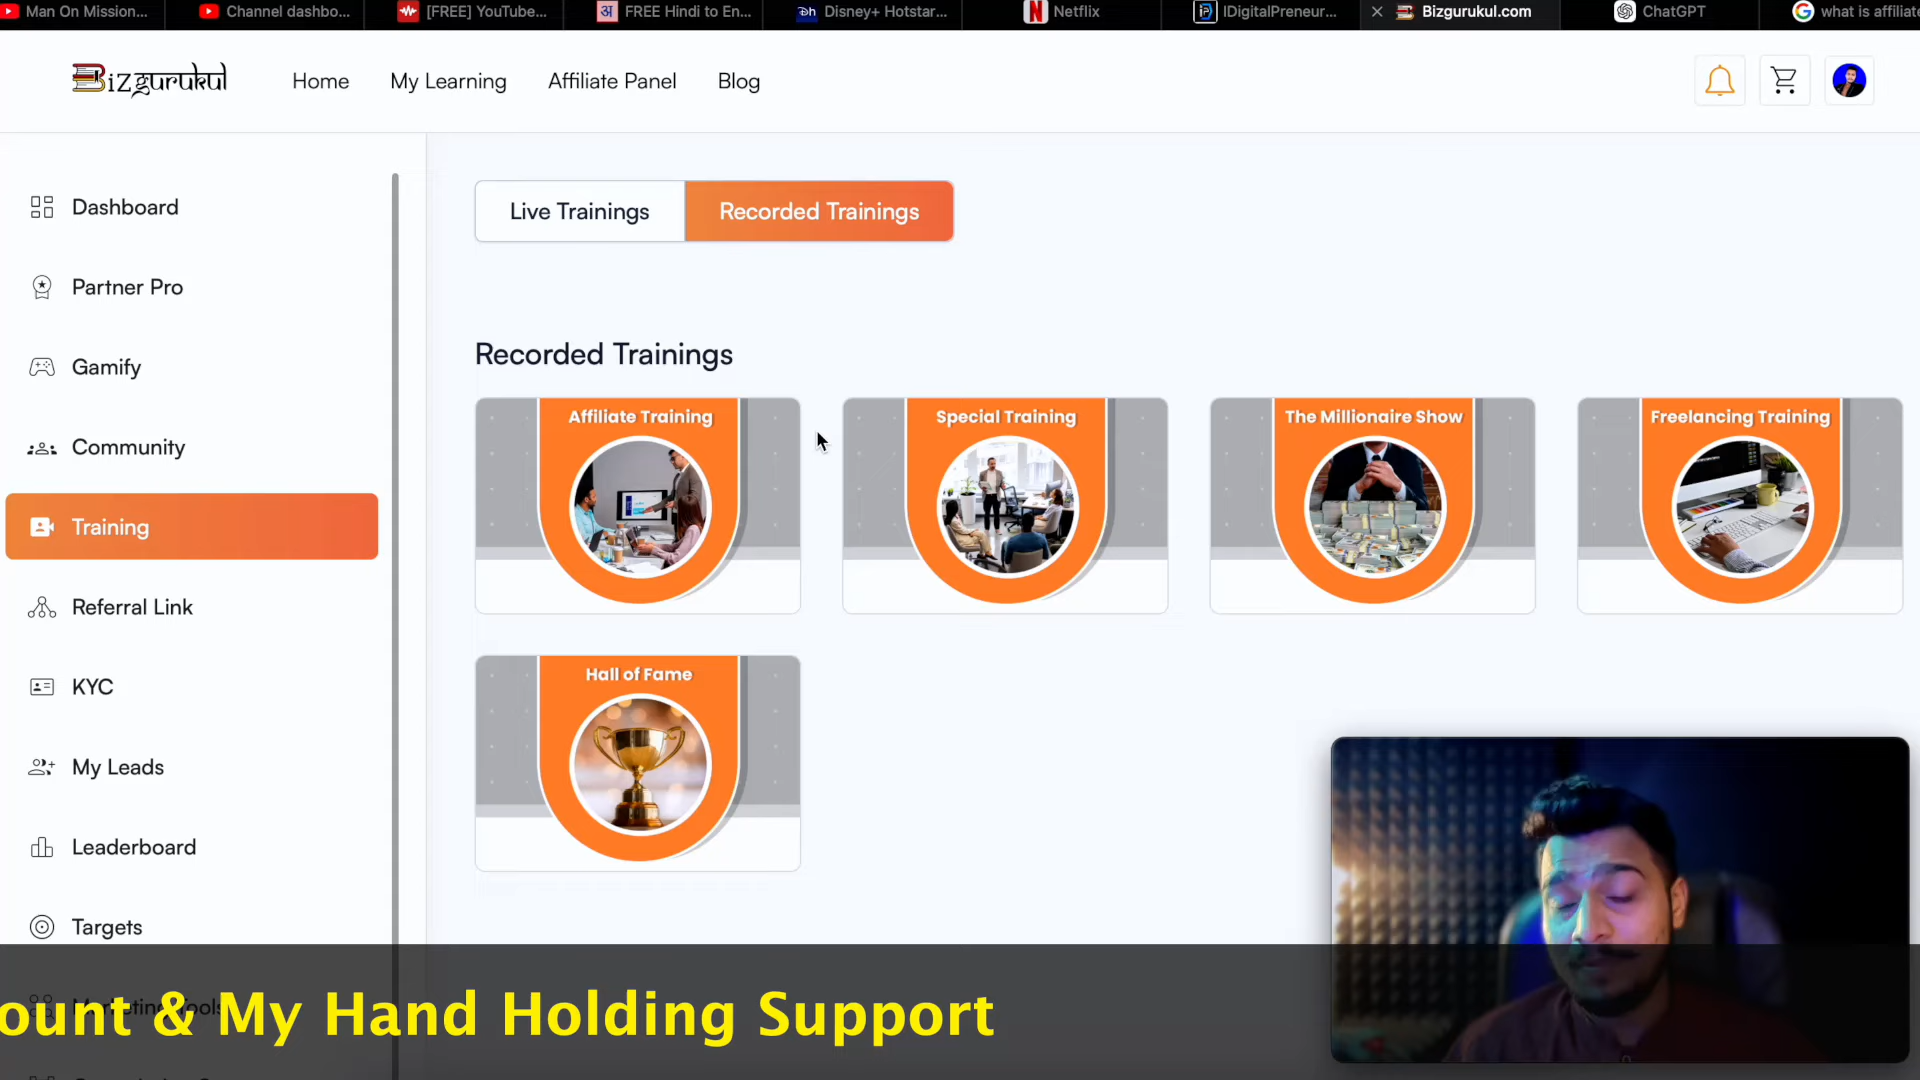 Man On Mission...
Channel dashbo...
[FREE] YouTube...
FREE Hindi to En...
Disney+ Hotstar...
Netflix
IDigitalPreneur...
Bizgurukul.com
ChatGPT
what is affiliate
Bizgurukul
Home
My Learning
Affiliate Panel
Blog
Dashboard
Partner Pro
Gamify
Community
Training
Referral Link
KYC
My Leads
Leaderboard
Targets
Marketing Tools
Live Trainings
Recorded Trainings
Recorded Trainings
Affiliate Training
Special Training
The Millionaire Show
Freelancing Training
Hall of Fame
ount & My Hand Holding Support